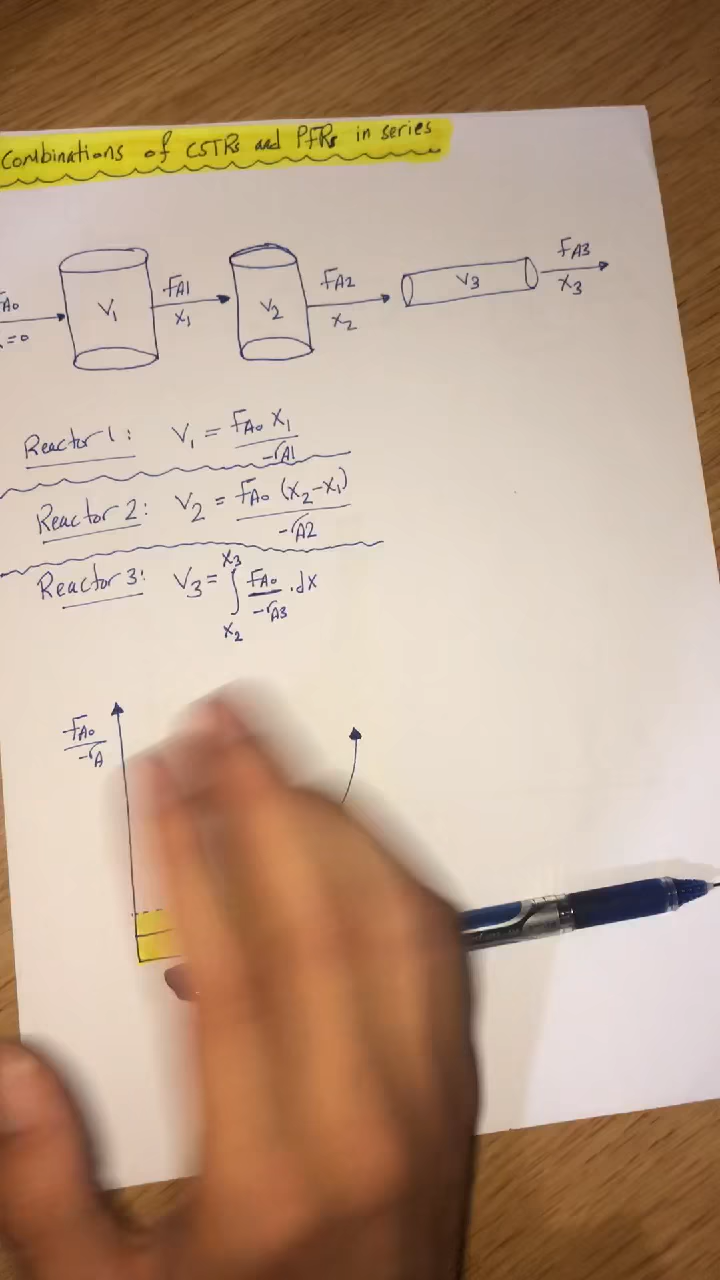 Combinations of CSTRs and PFRs in series
FA0 FA1 FA2 FA3
X=0 V1 X1 V2 X2 V3 X3
Reactor 1: V1 = FA0 X1 / -rA1
Reactor 2: V2 = FA0 (X2-X1) / -rA2
Reactor 3: V3 = ∫X2X3 FA0 / -rA3 . dX
FA0 / -rA